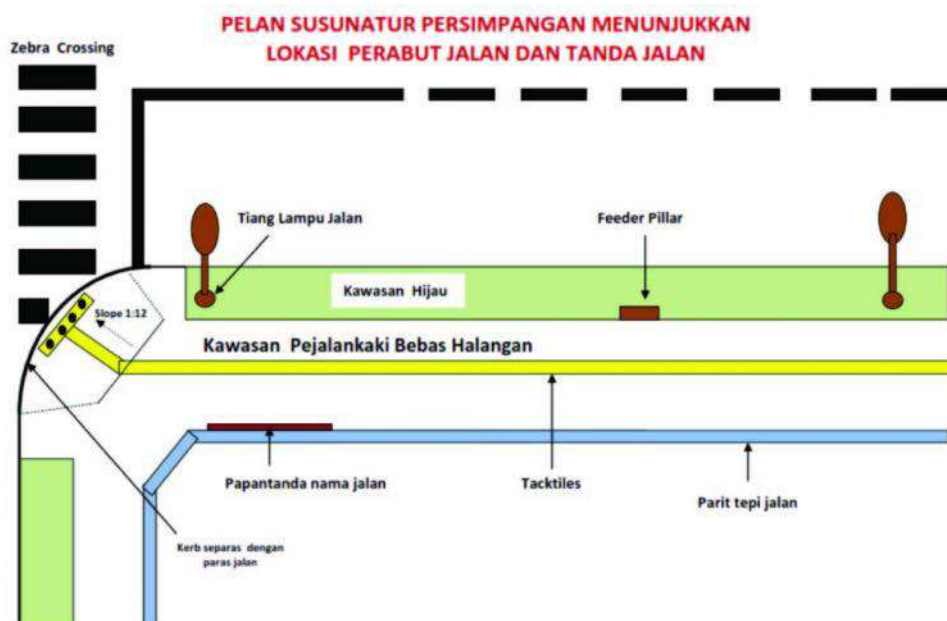 PELAN SUSUNATUR PERSIMPANGAN MENUNJUKKAN
LOKASI PERABUT JALAN DAN TANDA JALAN
Zebra Crossing
Tiang Lampu Jalan
Feeder Pillar
Kawasan Hijau
Slope 1:12
Kawasan Pejalankaki Bebas Halangan
Papantanda nama jalan
Tacktiles
Parit tepi jalan
Kerb separas dengan
paras jalan